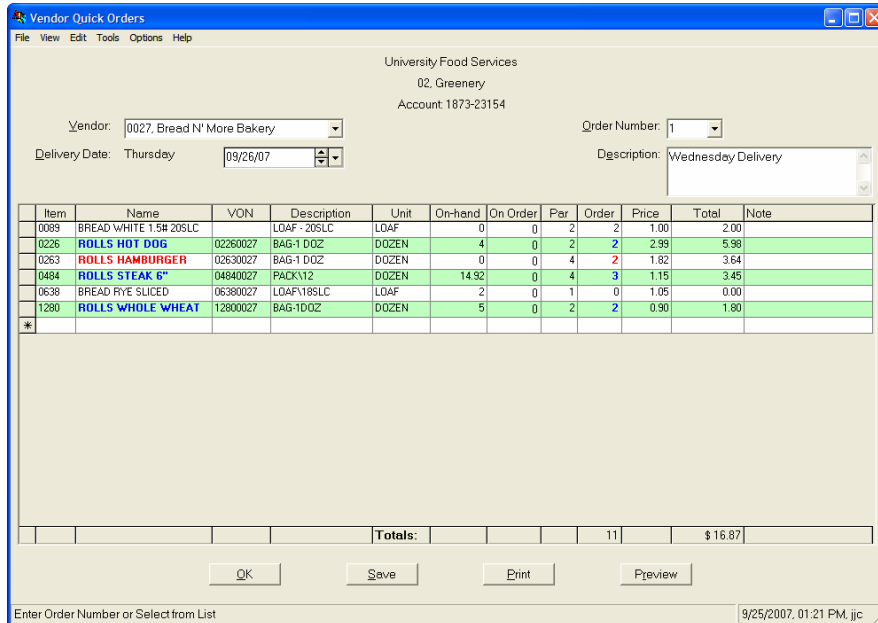 Vendor Quick Orders
File View Edit Tools Options Help
University Food Services
02, Greenery
Account: 1873-23154
Vendor: 0027, Bread N' More Bakery Order Number: 1
Delivery Date: Thursday 09/26/07 Description: Wednesday Delivery
Item Name VON Description Unit On-hand On Order Par Order Price Total Note
0089 BREAD WHITE 1.5# 20SLC LOAF - 20SLC LOAF 0 0 2 2 1.00 2.00
0226 ROLLS HOT DOG 02260027 BAG-1 DOZ DOZEN 4 0 2 2 2.99 5.98
0263 ROLLS HAMBURGER 02630027 BAG-1 DOZ DOZEN 0 0 4 2 1.82 3.64
0484 ROLLS STEAK 6" 04840027 PACK\12 DOZEN 14.92 0 4 3 1.15 3.45
0638 BREAD RYE SLICED 06380027 LOAF\18SLC LOAF 2 0 1 0 1.05 0.00
1280 ROLLS WHOLE WHEAT 12800027 BAG-1DOZ DOZEN 5 0 2 2 0.90 1.80
*
Totals: 11 $ 16.87
OK Save Print Preview
Enter Order Number or Select from List 9/25/2007, 01:21 PM, jjc